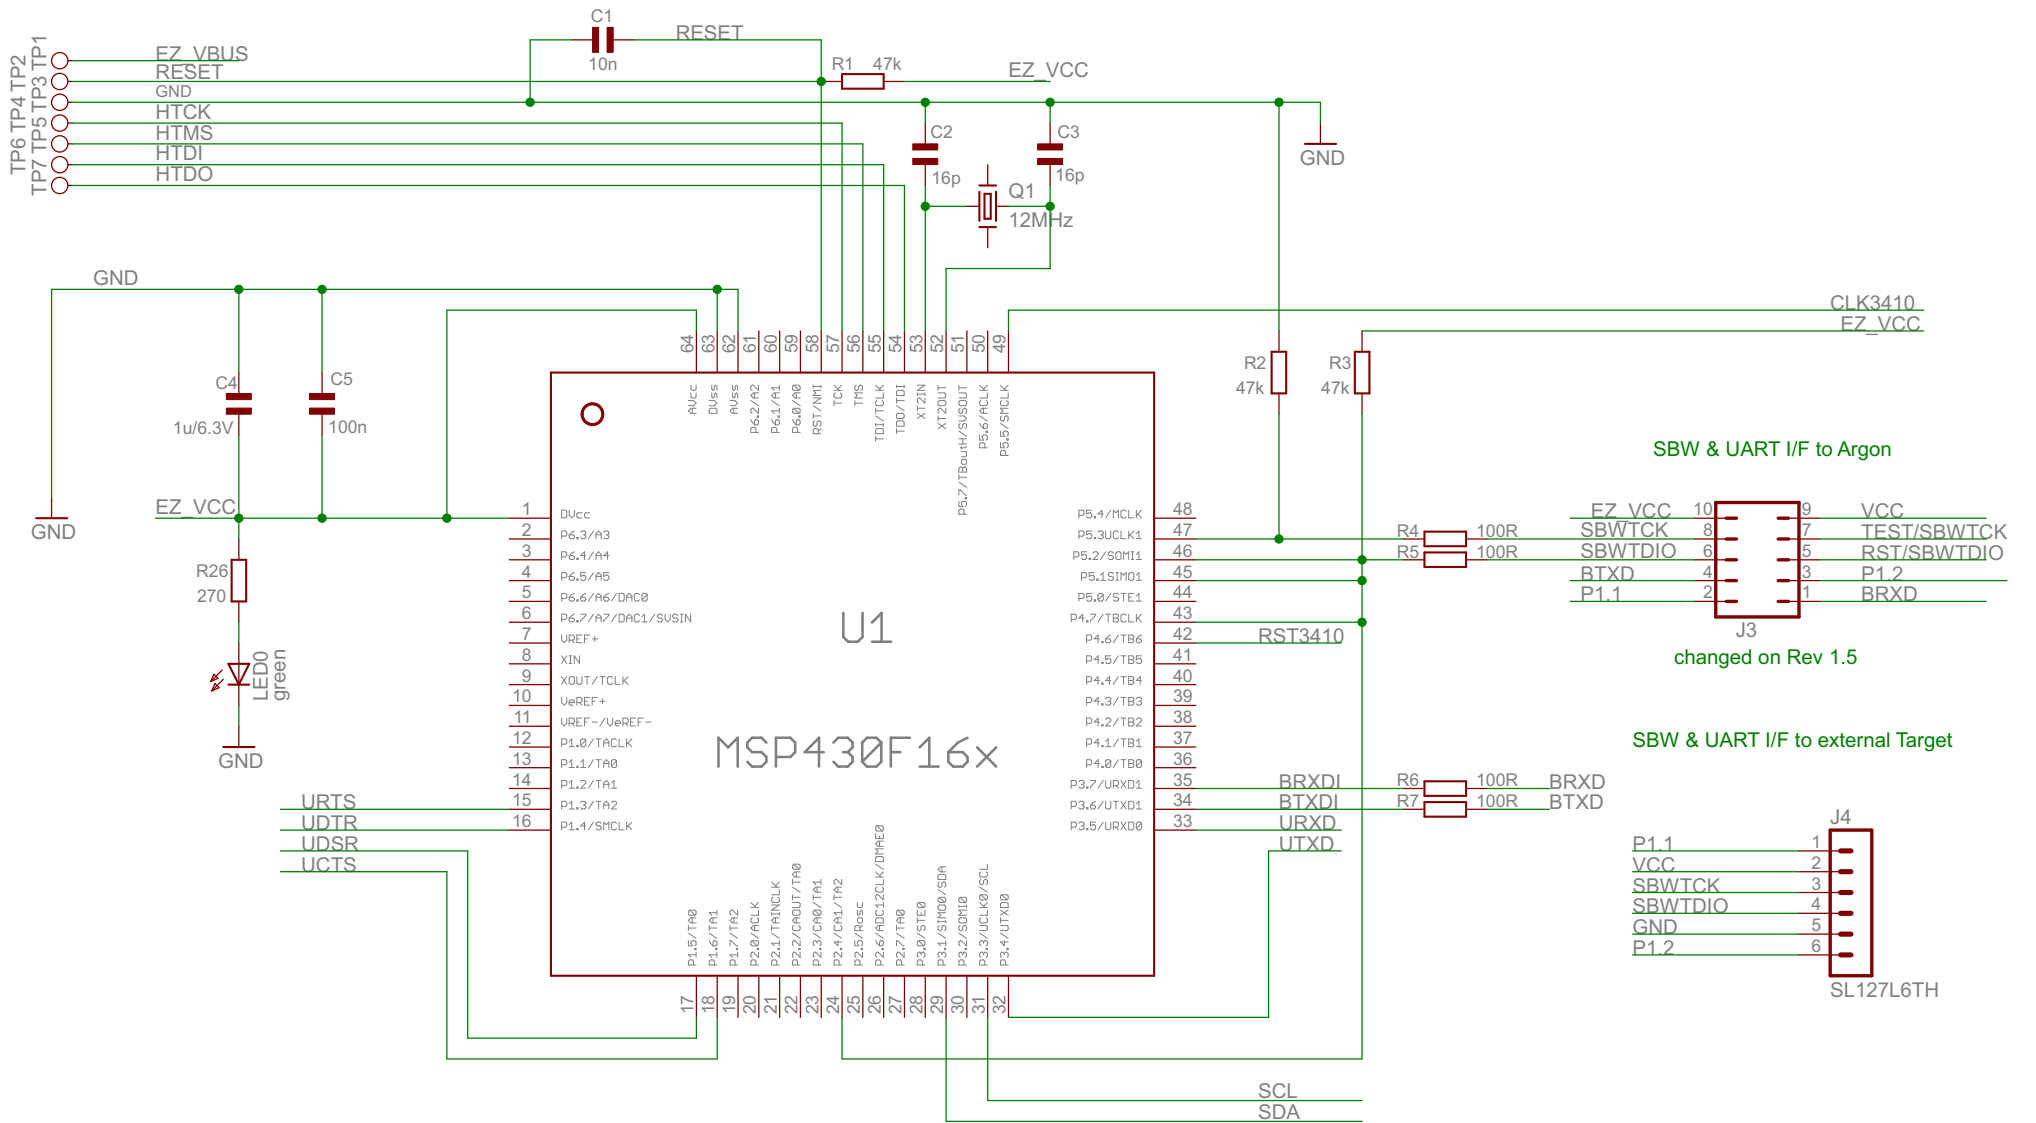 C1
RESET
10n
TP1
TP2
TP3
TP4
TP5
TP6
TP7
EZ_VBUS
RESET
GND
HTCK
HTMS
HTDI
HTDO
R1 47k
EZ_VCC
C2
16p
C3
16p
Q1
12MHz
GND
GND
CLK3410
EZ_VCC
C4
1u/6.3V
C5
100n
R2
47k
R3
47k
EZ_VCC
GND
R26
270
LED0
green
GND
64 63 62 61 60 59 58 57 56 55 54 53 52 51 50 49
AVcc
DVss
AVss
P6.2/A2
P6.1/A1
P6.0/A0
RST/NMI
TCK
TMS
TDI/TCLK
TDO/TDI
XT2IN
XT2OUT
P5.7/TBoutH/SVSOUT
P5.6/ACLK
P5.5/SMCLK
1 DVcc
2 P6.3/A3
3 P6.4/A4
4 P6.5/A5
5 P6.6/A6/DAC0
6 P6.7/A7/DAC1/SVSIN
7 VREF+
8 XIN
9 XOUT/TCLK
10 VeREF+
11 VREF-/VeREF-
12 P1.0/TACLK
13 P1.1/TA0
14 P1.2/TA1
15 P1.3/TA2
16 P1.4/SMCLK
URTS
UDTR
UDSR
UCTS
U1
MSP430F16x
P5.4/MCLK 48
P5.3UCLK1 47
P5.2/SOMI1 46
P5.1SIMO1 45
P5.0/STE1 44
P4.7/TBCLK 43
P4.6/TB6 42
P4.5/TB5 41
P4.4/TB4 40
P4.3/TB3 39
P4.2/TB2 38
P4.1/TB1 37
P4.0/TB0 36
P3.7/URXD1 35
P3.6/UTXD1 34
P3.5/URXD0 33
RST3410
BRXDI
BTXDI
URXD
UTXD
R4 100R
R5 100R
R6 100R BRXD
R7 100R BTXD
P1.5/TA0
P1.6/TA1
P1.7/TA2
P2.0/ACLK
P2.1/TAINCLK
P2.2/CAOUT/TA0
P2.3/CA0/TA1
P2.4/CA1/TA2
P2.5/Rosc
P2.6/ADC12CLK/DMAE0
P2.7/TA0
P3.0/STE0
P3.1/SIMO0/SDA
P3.2/SOMI0
P3.3/UCLK0/SCL
P3.4/UTXD0
17 18 19 20 21 22 23 24 25 26 27 28 29 30 31 32
SCL
SDA
SBW & UART I/F to Argon
EZ_VCC 10 9 VCC
SBWTCK 8 7 TEST/SBWTCK
SBWTDIO 6 5 RST/SBWTDIO
BTXD 4 3 P1.2
P1.1 2 1 BRXD
J3
changed on Rev 1.5
SBW & UART I/F to external Target
J4
P1.1 1
VCC 2
SBWTCK 3
SBWTDIO 4
GND 5
P1.2 6
SL127L6TH